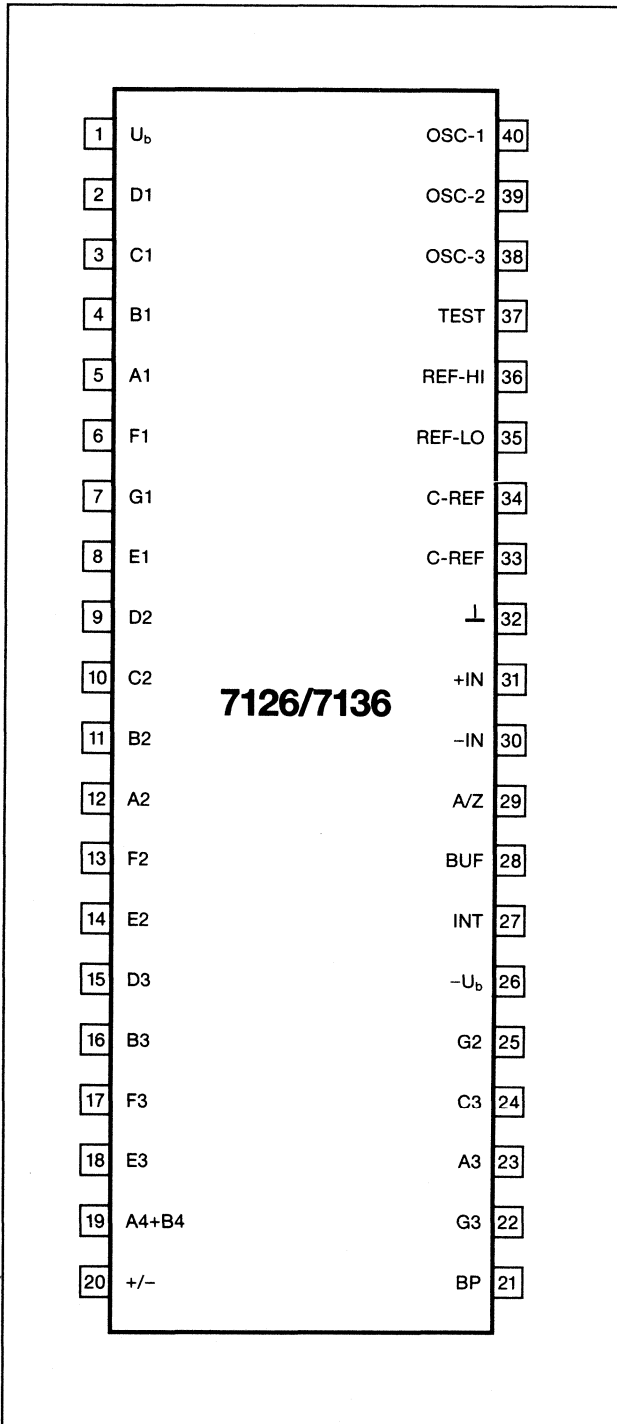 1 U_b OSC-1 40
2 D1 OSC-2 39
3 C1 OSC-3 38
4 B1 TEST 37
5 A1 REF-HI 36
6 F1 REF-LO 35
7 G1 C-REF 34
8 E1 C-REF 33
9 D2 ⊥ 32
10 C2 +IN 31
7126/7136
11 B2 −IN 30
12 A2 A/Z 29
13 F2 BUF 28
14 E2 INT 27
15 D3 −U_b 26
16 B3 G2 25
17 F3 C3 24
18 E3 A3 23
19 A4+B4 G3 22
20 +/− BP 21